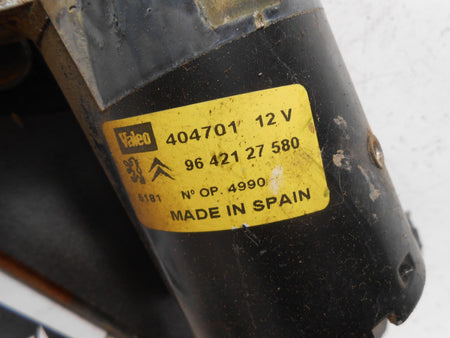 Valeo 404701 12 V
96 421 27 580
5181 Nº OP. 4990
MADE IN SPAIN